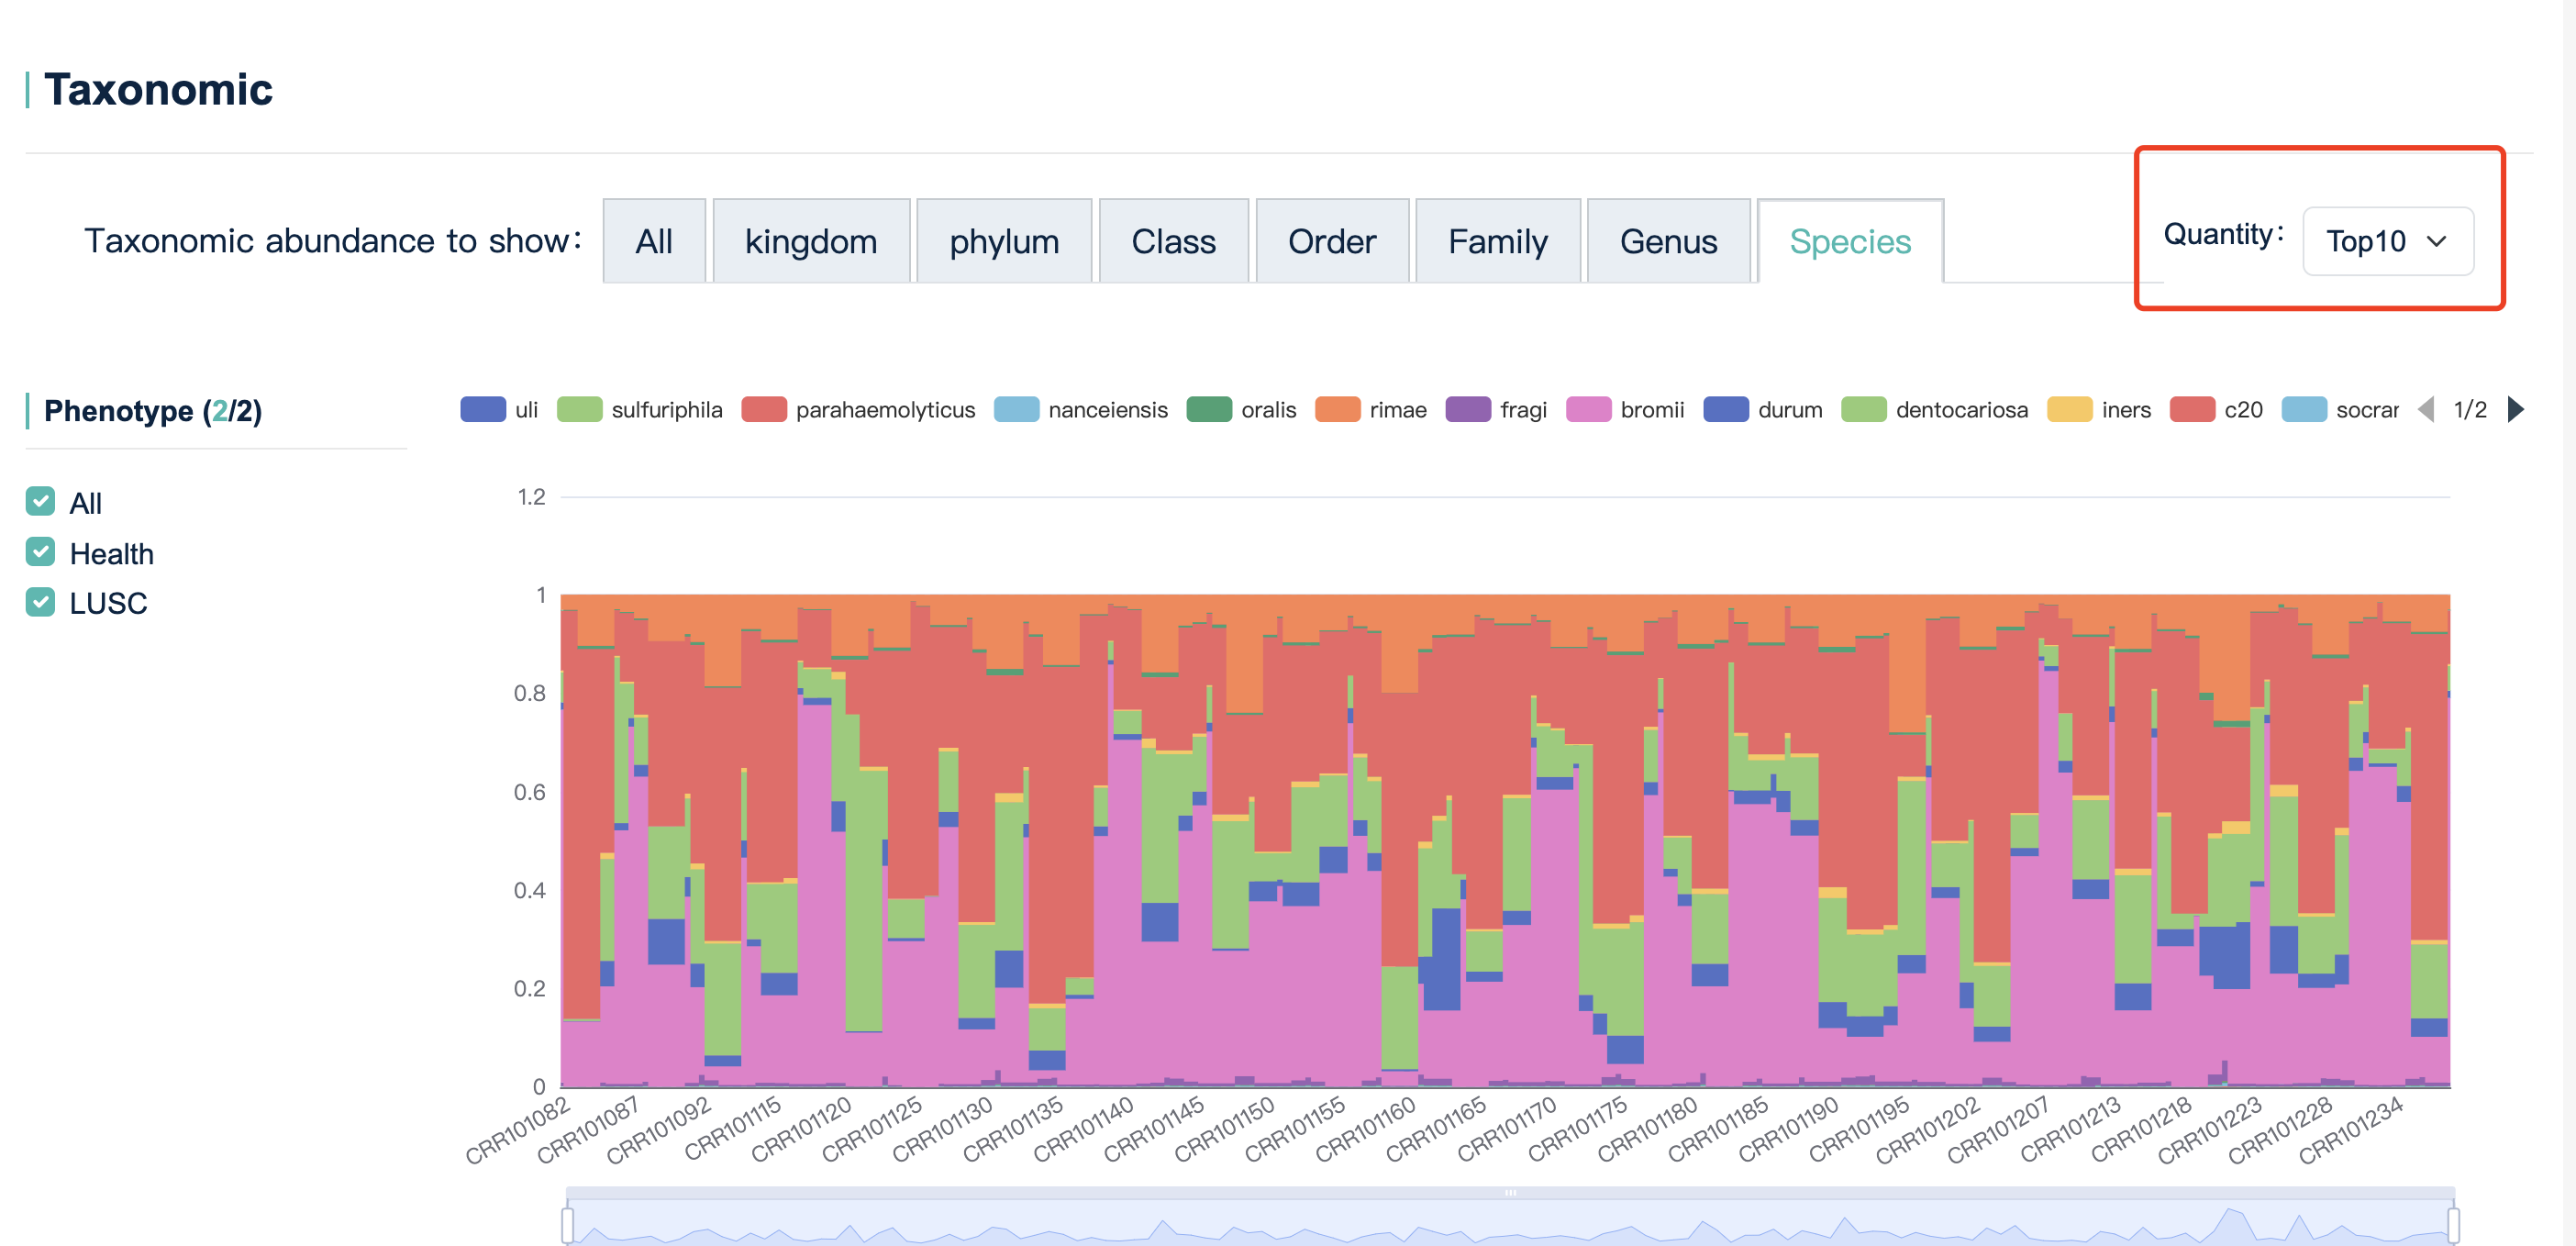 Taxonomic
Taxonomic abundance to show: All kingdom phylum Class Order Family Genus Species Quantity: Top10
Phenotype (2/2)
All
Health
LUSC
uli sulfuriphila parahaemolyticus nanceiensis oralis rimae fragi bromii durum dentocariosa iners c20 socrar 1/2
1.2
1
0.8
0.6
0.4
0.2
0
CRR101082 CRR101087 CRR101092 CRR101115 CRR101120 CRR101125 CRR101130 CRR101135 CRR101140 CRR101145 CRR101150 CRR101155 CRR101160 CRR101165 CRR101170 CRR101175 CRR101180 CRR101185 CRR101190 CRR101195 CRR101202 CRR101207 CRR101213 CRR101218 CRR101223 CRR101228 CRR101234